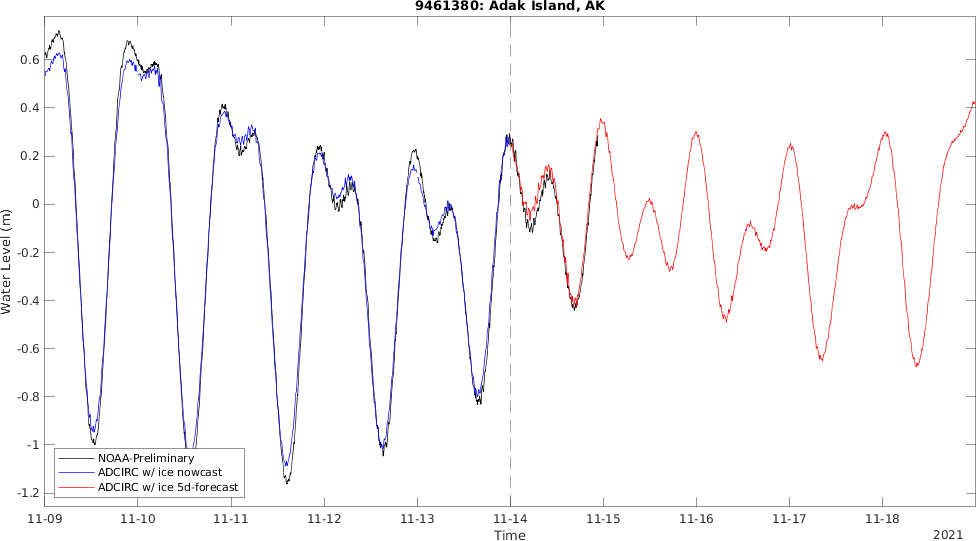 9461380: Adak Island, AK
Water Level (m)
0.6
0.4
0.2
0
-0.2
-0.4
-0.6
-0.8
-1
-1.2
NOAA-Preliminary
ADCIRC w/ ice nowcast
ADCIRC w/ ice 5d-forecast
11-09 11-10 11-11 11-12 11-13 11-14 11-15 11-16 11-17 11-18
Time
2021